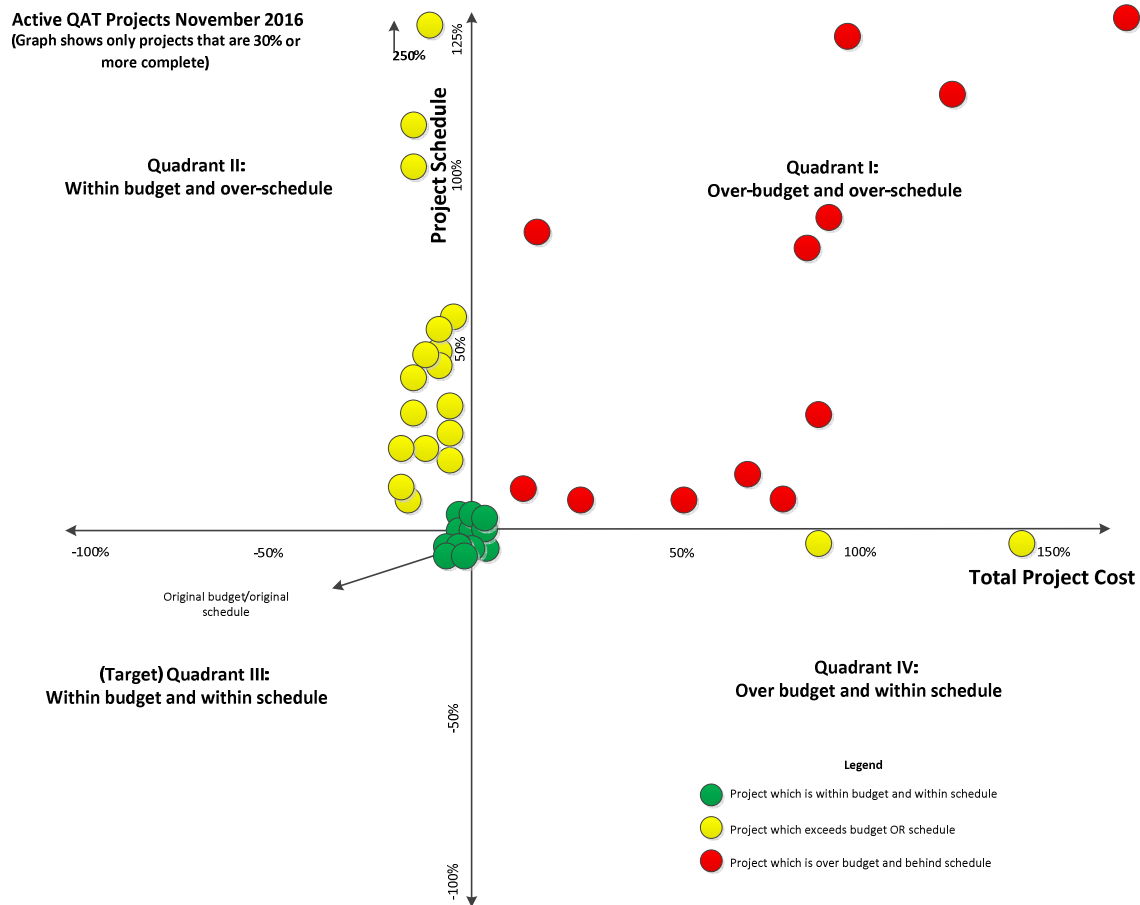 Active QAT Projects November 2016
(Graph shows only projects that are 30% or
more complete)
250%
125%
Project Schedule
100%
Quadrant II:
Within budget and over-schedule
Quadrant I:
Over-budget and over-schedule
50%
-100%
-50%
50%
100%
150%
Total Project Cost
Original budget/original
schedule
(Target) Quadrant III:
Within budget and within schedule
Quadrant IV:
Over budget and within schedule
-50%
-100%
Legend
Project which is within budget and within schedule
Project which exceeds budget OR schedule
Project which is over budget and behind schedule